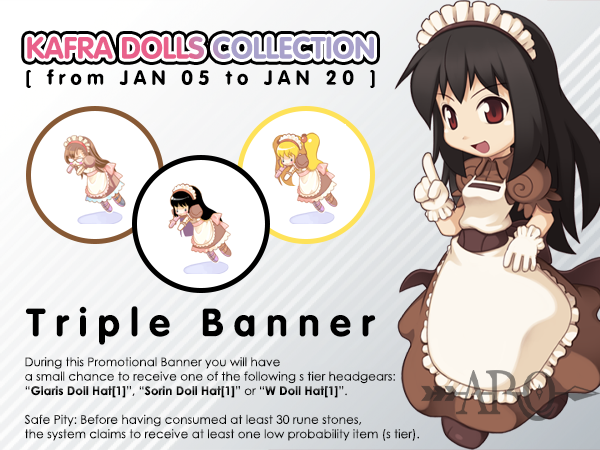 KAFRA DOLLS COLLECTION
[ from JAN 05 to JAN 20 ]
Triple Banner
During this Promotional Banner you will have
a small chance to receive one of the following s tier headgears:
“Glaris Doll Hat[1]”, “Sorin Doll Hat[1]” or “W Doll Hat[1]”.
Safe Pity: Before having consumed at least 30 rune stones,
the system claims to receive at least one low probability item (s tier).